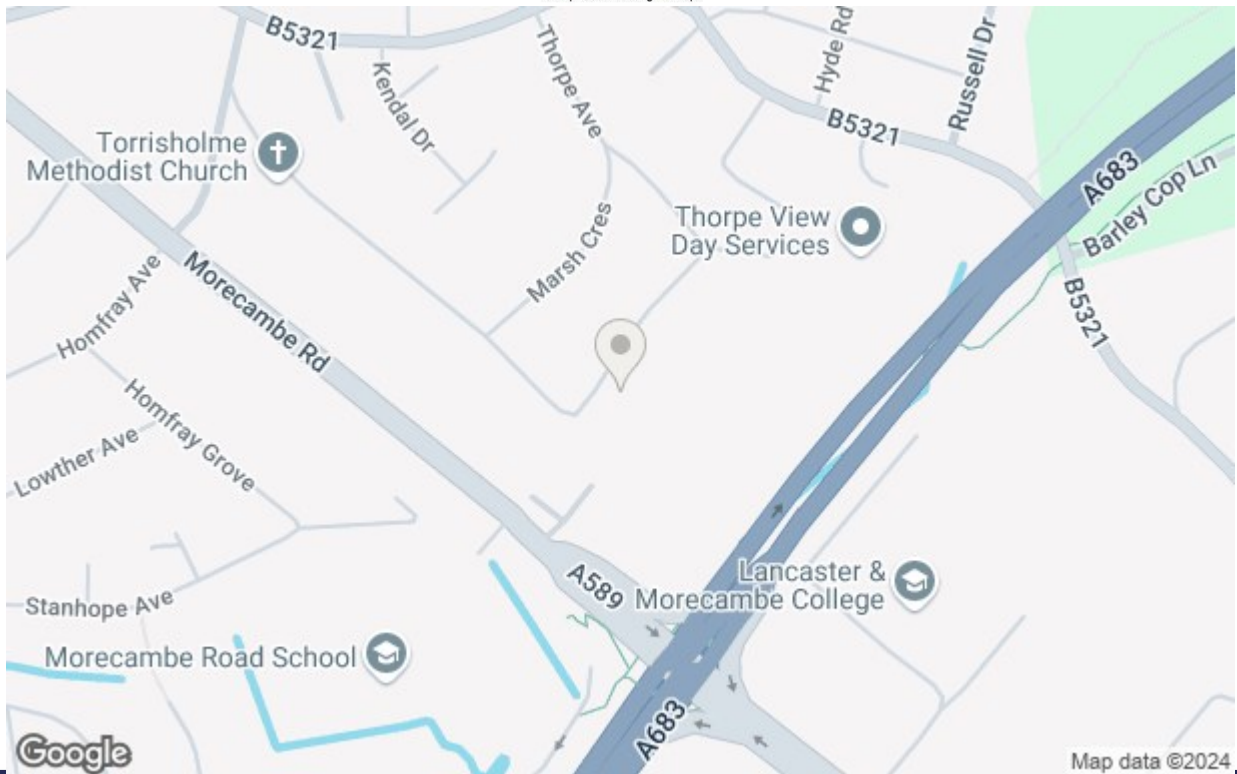 B5321
Kendal Dr
Thorpe Ave
Hyde Rd
Russell Dr
B5321
A683
Barley Cop Ln
Torrisholme
Methodist Church
Thorpe View
Day Services
Marsh Cres
Homfray Ave
Morecambe Rd
B5321
Homfray Grove
Lowther Ave
A589
Lancaster &
Morecambe College
Stanhope Ave
Morecambe Road School
A683
Google
Map data ©2024